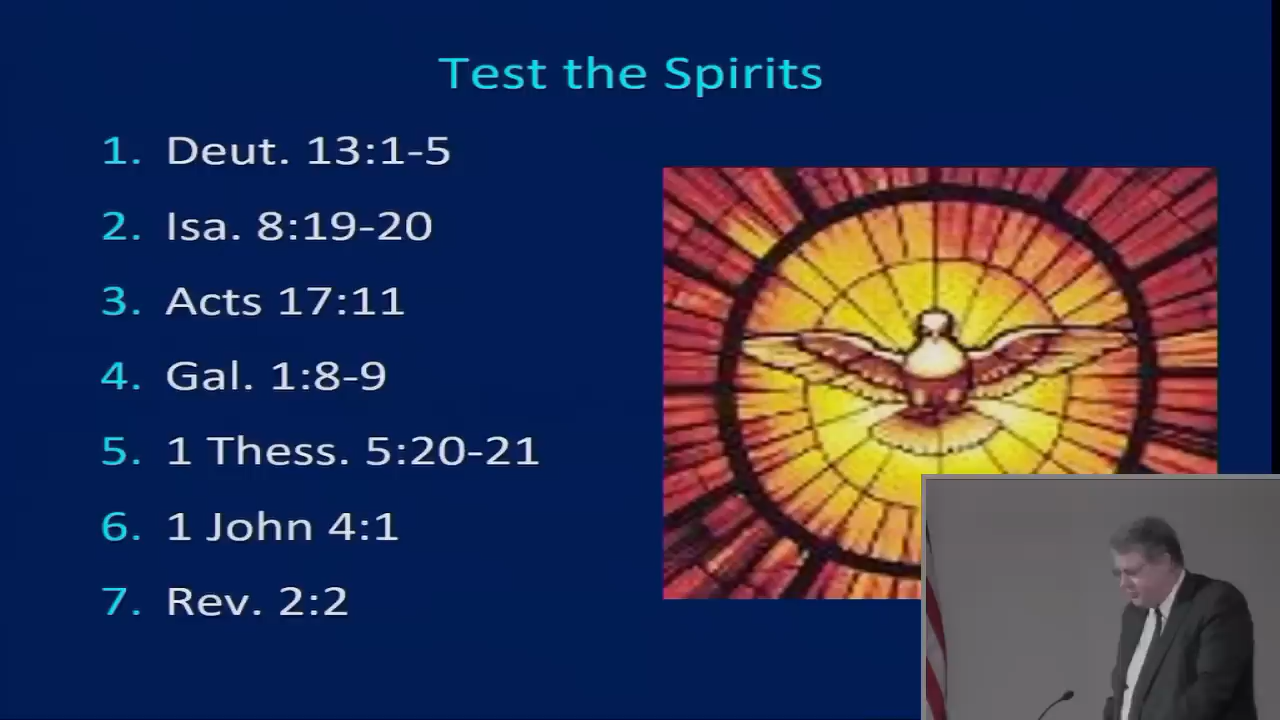 Test the Spirits
1. Deut. 13:1-5
2. Isa. 8:19-20
3. Acts 17:11
4. Gal. 1:8-9
5. 1 Thess. 5:20-21
6. 1 John 4:1
7. Rev. 2:2